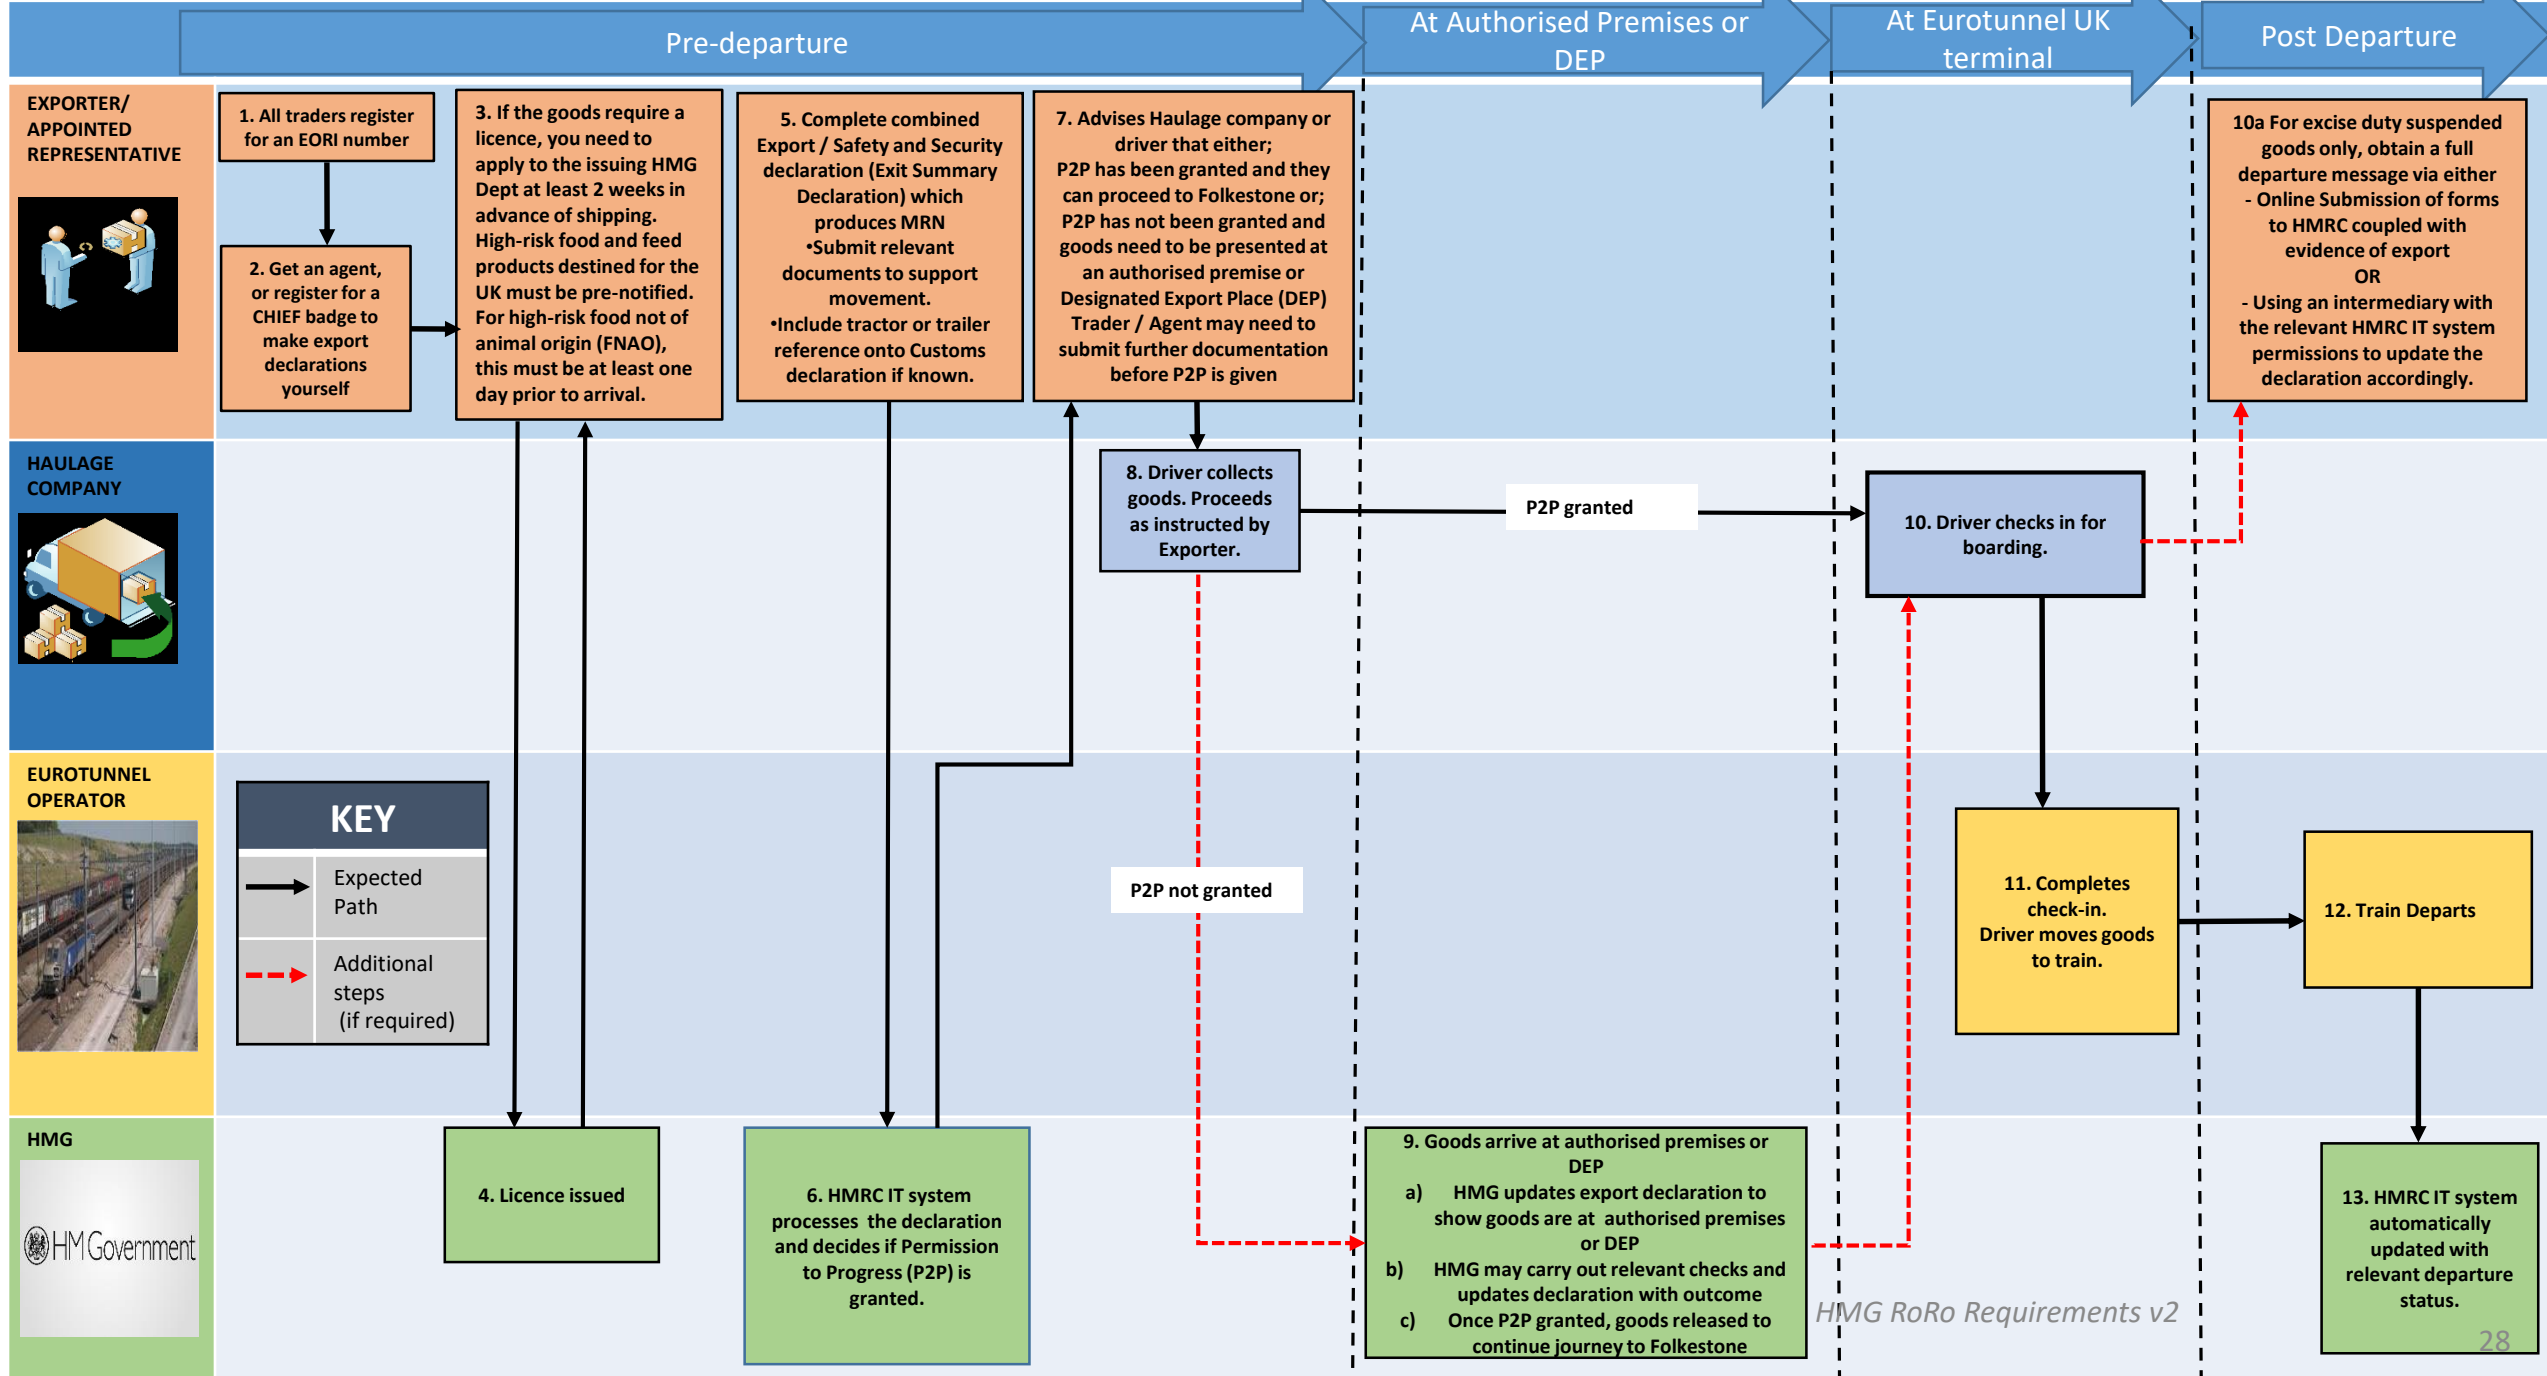 Pre-departure
At Authorised Premises or
DEP
At Eurotunnel UK
terminal
Post Departure
EXPORTER/
APPOINTED
REPRESENTATIVE
1. All traders register
for an EORI number
2. Get an agent,
or register for a
CHIEF badge to
make export
declarations
yourself
3. If the goods require a
licence, you need to
apply to the issuing HMG
Dept at least 2 weeks in
advance of shipping.
High-risk food and feed
products destined for the
UK must be pre-notified.
For high-risk food not of
animal origin (FNAO),
this must be at least one
day prior to arrival.
5. Complete combined
Export / Safety and Security
declaration (Exit Summary
Declaration) which
produces MRN
•Submit relevant
documents to support
movement.
•Include tractor or trailer
reference onto Customs
declaration if known.
7. Advises Haulage company or
driver that either;
P2P has been granted and they
can proceed to Folkestone or;
P2P has not been granted and
goods need to be presented at
an authorised premise or
Designated Export Place (DEP)
Trader / Agent may need to
submit further documentation
before P2P is given
10a For excise duty suspended
goods only, obtain a full
departure message via either
- Online Submission of forms
to HMRC coupled with
evidence of export
OR
- Using an intermediary with
the relevant HMRC IT system
permissions to update the
declaration accordingly.
HAULAGE
COMPANY
8. Driver collects
goods. Proceeds
as instructed by
Exporter.
P2P granted
10. Driver checks in for
boarding.
EUROTUNNEL
OPERATOR
KEY
Expected
Path
Additional
steps
(if required)
P2P not granted
11. Completes
check-in.
Driver moves goods
to train.
12. Train Departs
HMG
HM Government
4. Licence issued
6. HMRC IT system
processes the declaration
and decides if Permission
to Progress (P2P) is
granted.
9. Goods arrive at authorised premises or
DEP
a) HMG updates export declaration to
show goods are at authorised premises
or DEP
b) HMG may carry out relevant checks and
updates declaration with outcome
c) Once P2P granted, goods released to
continue journey to Folkestone
13. HMRC IT system
automatically
updated with
relevant departure
status.
HMG RoRo Requirements v2
28